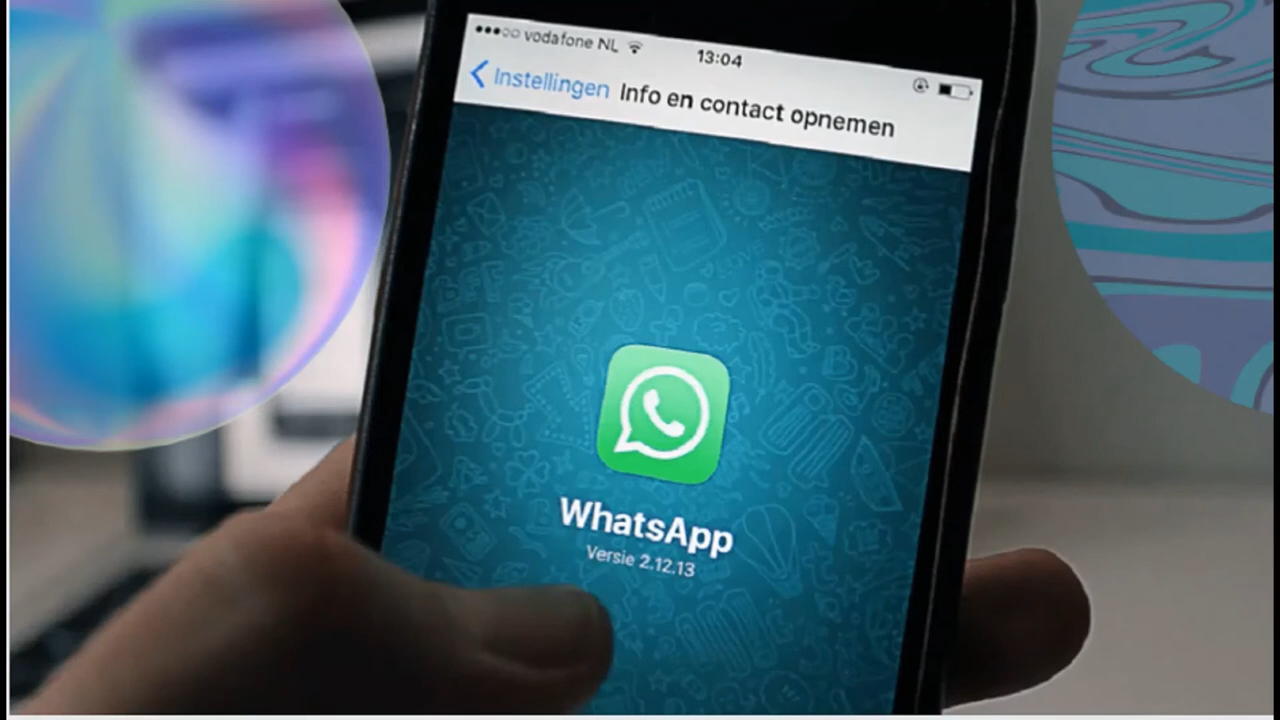 vodafone NL 13:04
Instellingen Info en contact opnemen
WhatsApp
Versie 2.12.13